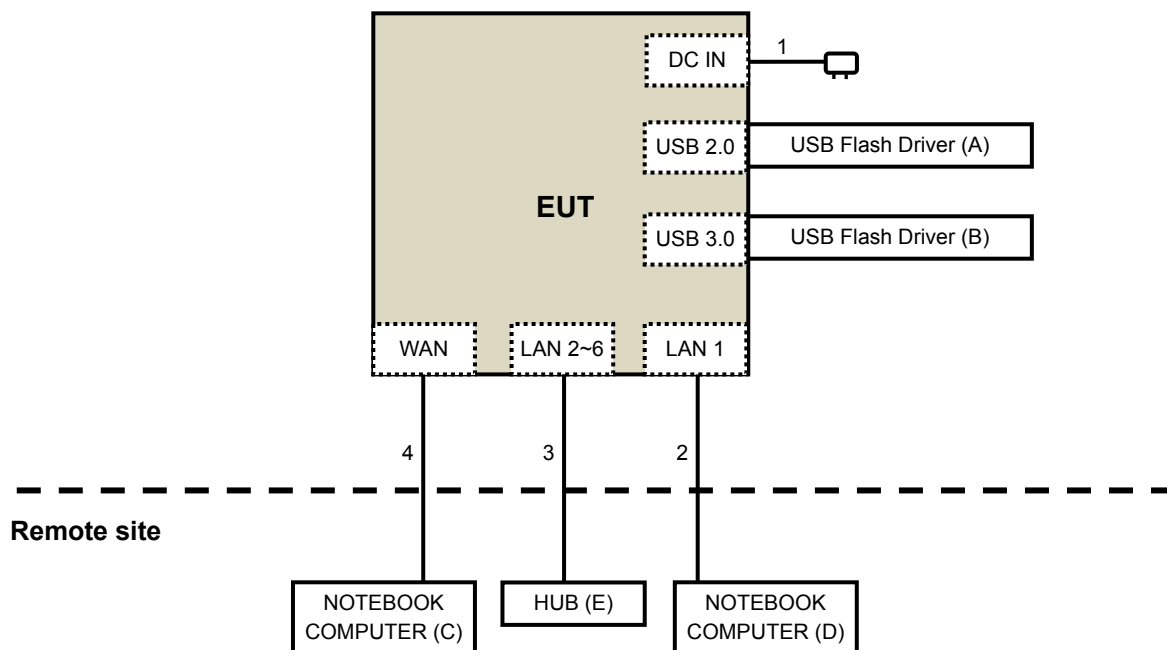 DC IN
1
USB 2.0
USB Flash Driver (A)
EUT
USB 3.0
USB Flash Driver (B)
WAN
LAN 2~6
LAN 1
4
3
2
Remote site
NOTEBOOK
COMPUTER (C)
HUB (E)
NOTEBOOK
COMPUTER (D)